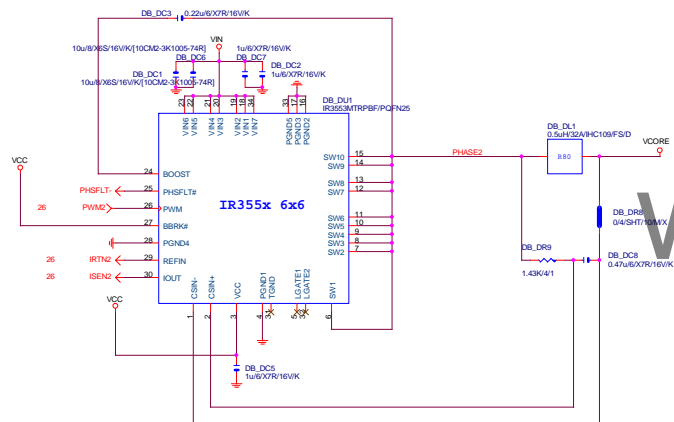 DB_DC3 0.22u/6/X7R/16V/K
VIN
10u/8/X6S/16V/K/[10CM2-3K1005-74R] 1u/6/X7R/16V/K
DB_DC6 DB_DC7
DB_DC1 DB_DC2
10u/8/X6S/16V/K/[10CM2-3K1005-74R] 1u/6/X7R/16V/K
DB_DU1
IR3553MTRPBF/PQFN25
23 22 21 20 19 18 34 33 17 16
VIN6 VIN5 VIN4 VIN3 VIN2 VIN1 VIN7 PGND5 PGND3 PGND2
DB_DL1
0.5uH/32A/IHC109/FS/D
VCORE
R80
PHASE2
VCC
SW10 15
SW9 14
SW8 13
SW7 12
SW6 11
SW5 10
SW4 9
SW3 8
SW2 7
24 BOOST
PHSFLT- 25 PHSFLT#
26 PWM2 26 PWM
27 BBRK#
28 PGND4
26 IRTN2 29 REFIN
26 ISEN2 30 IOUT
IR355x 6x6
DB_DR8
0/4/SHT/10/M/X
DB_DR9
1.43K/4/1
DB_DC8
0.47u/6/X7R/16V/K
V
CSIN- CSIN+ VCC PGND1 TGND LGATE1 LGATE2 SW1
1 2 3 4 31 5 32 6
VCC
DB_DC5
1u/6/X7R/16V/K